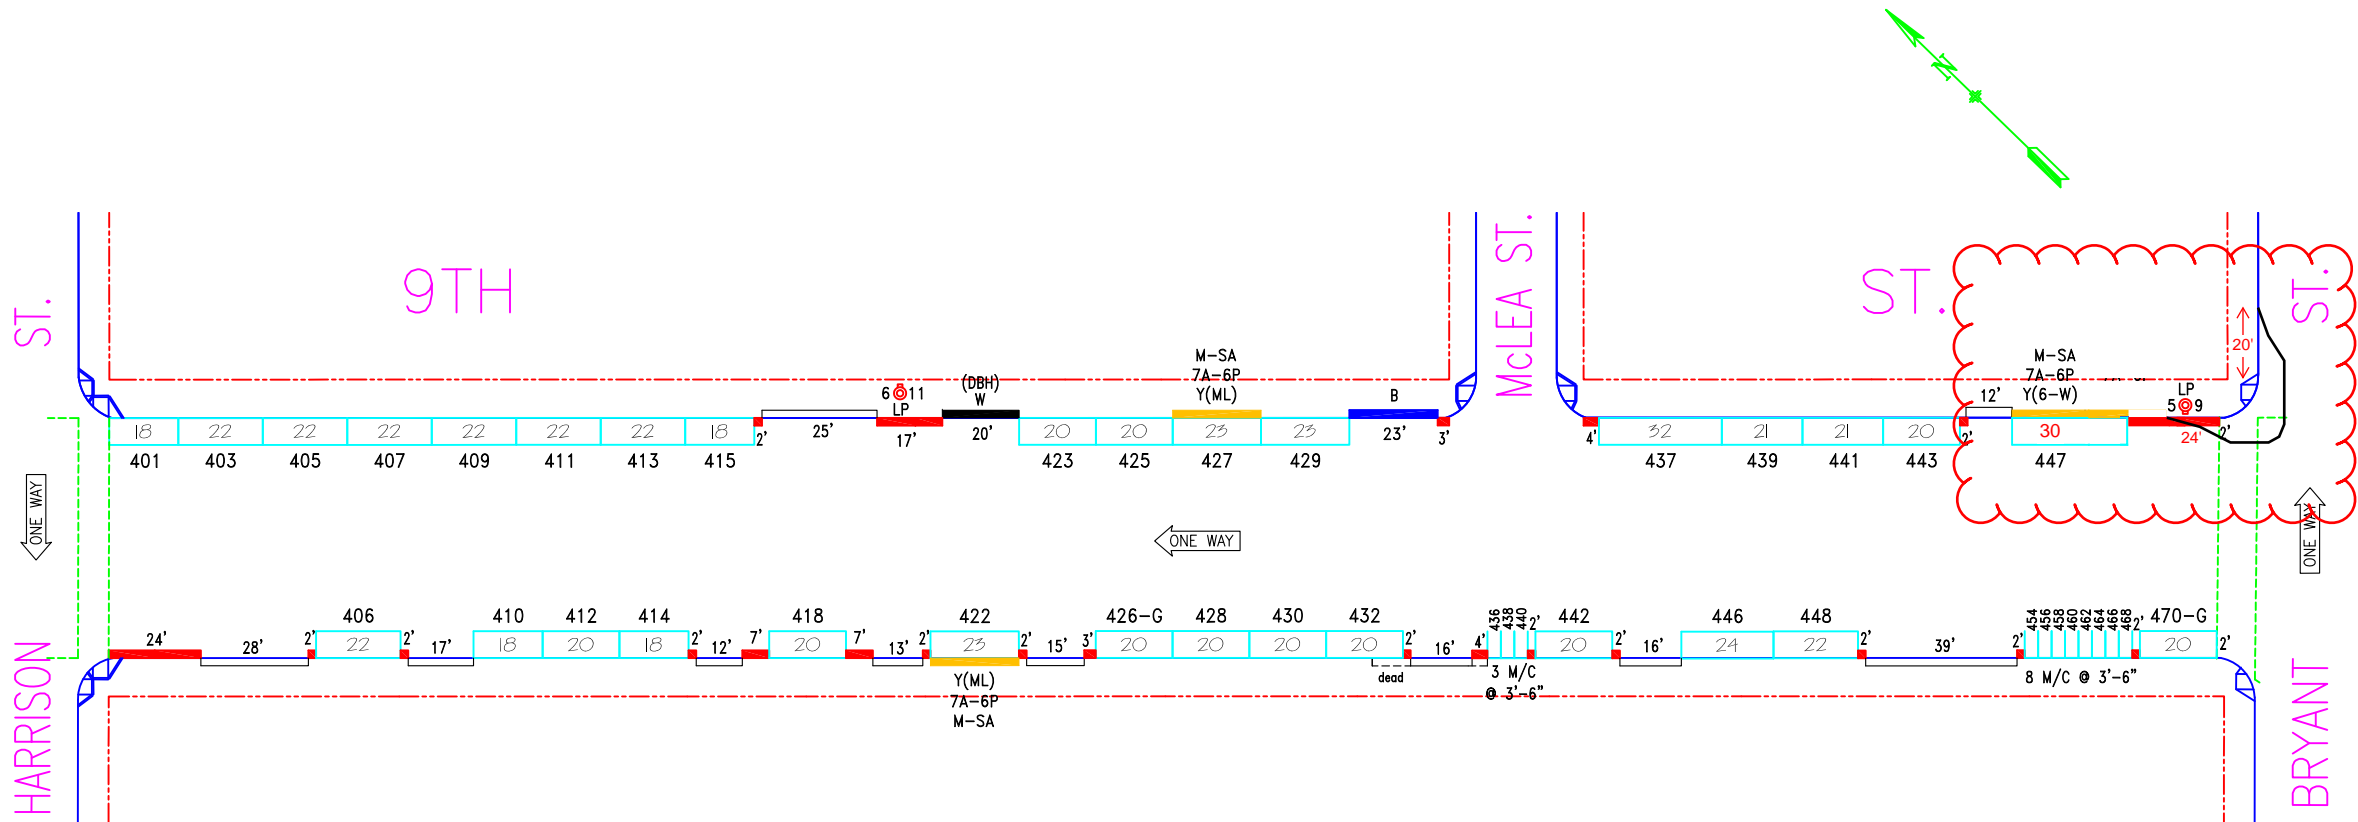 N
9TH
ST.
ST.
McLEA ST.
ST.
M-SA
7A-6P
Y(ML)
M-SA
7A-6P
Y(6-W)
20'
6 11
LP
(DBH)
W
B
12'
LP
5 9
18 22 22 22 22 22 22 18 2' 25' 17' 20' 20 20 23 23 23' 3' 4' 32 21 21 20 2' 30 24' 2'
401 403 405 407 409 411 413 415 423 425 427 429 437 439 441 443 447
ONE WAY
ONE WAY
ONE WAY
406 410 412 414 418 422 426-G 428 430 432 436 438 440 442 446 448 454 456 458 460 462 464 466 468 470-G
24' 28' 2' 22 2' 17' 18 20 18 2' 12' 7' 20 7' 13' 2' 23 2' 15' 3' 20 20 20 20 2' 16' 4' 2' 20 2' 16' 24 22 2' 39' 2' 2' 20 2'
dead
3 M/C
@ 3'-6"
8 M/C @ 3'-6"
Y(ML)
7A-6P
M-SA
HARRISON
BRYANT